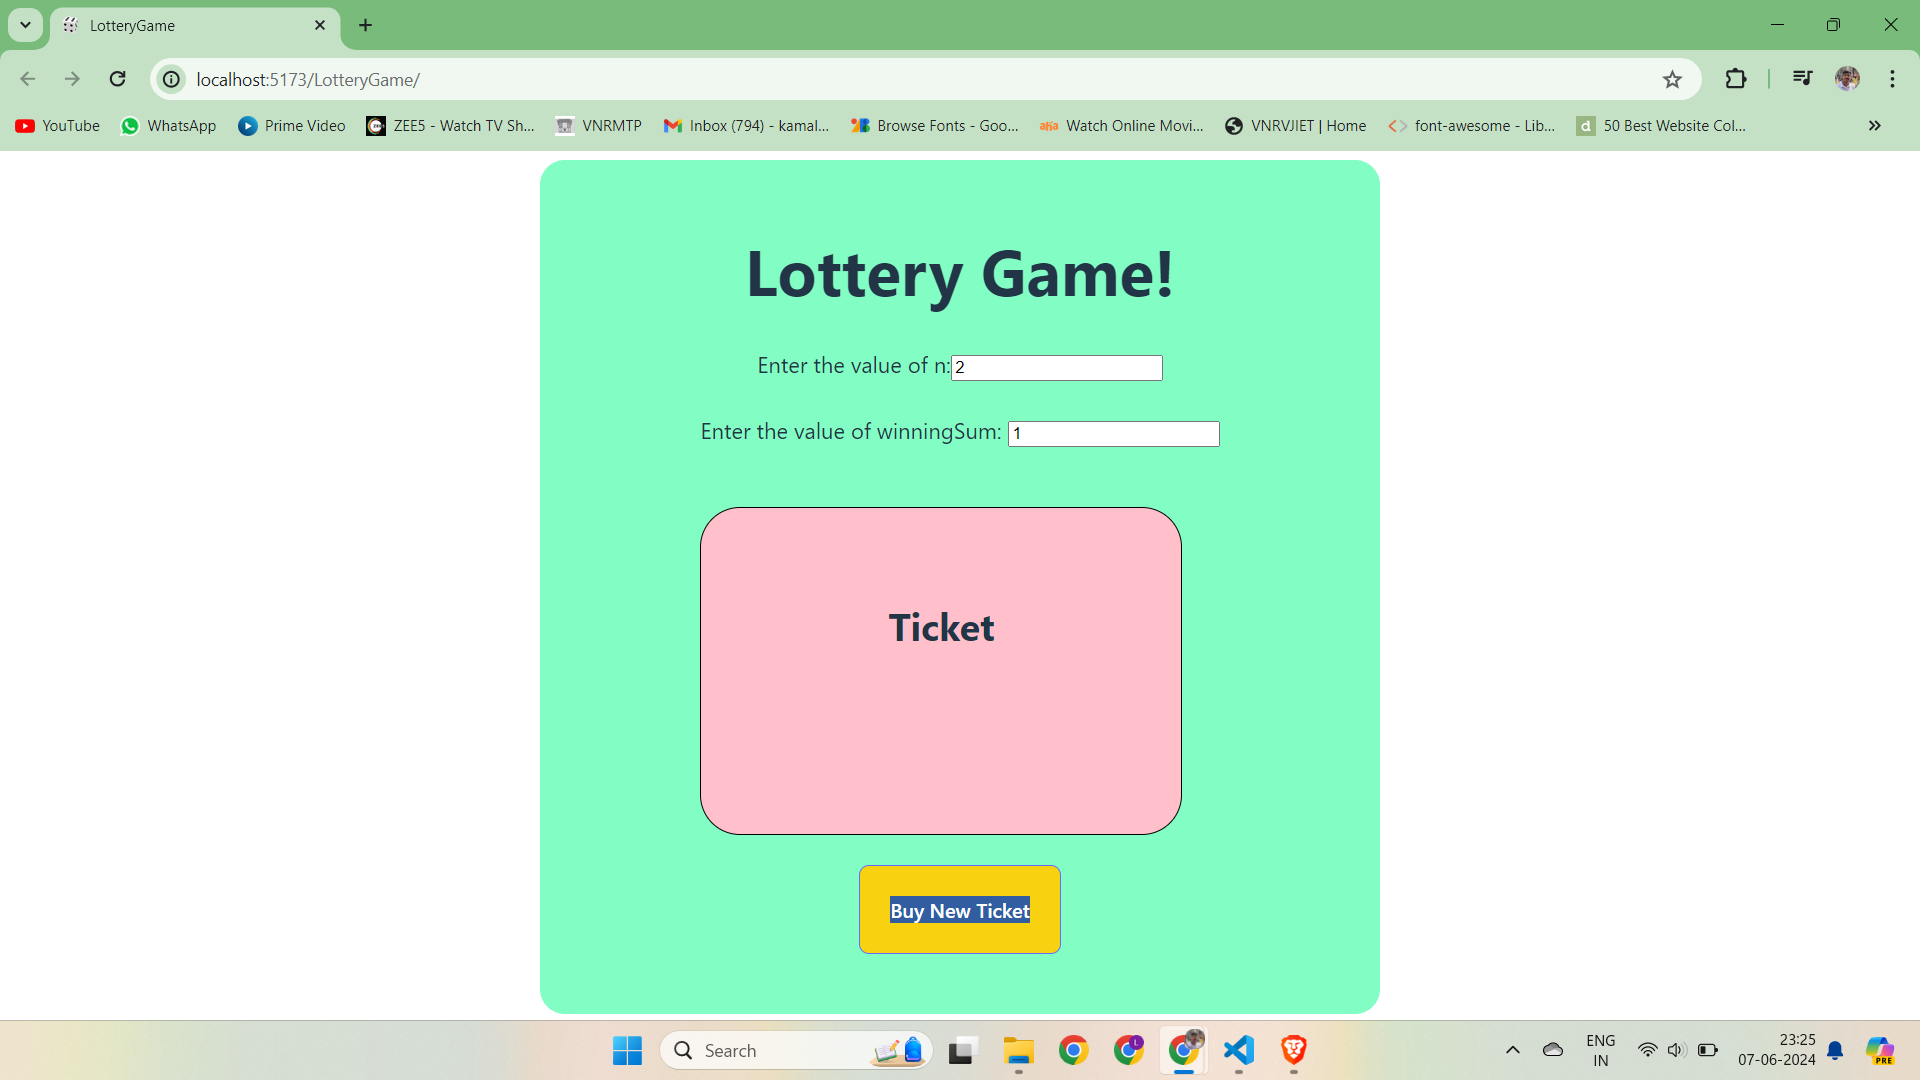 LotteryGame
localhost:5173/LotteryGame/
YouTube
WhatsApp
Prime Video
ZEE5 - Watch TV Sh...
VNRMTP
Inbox (794) - kamal...
Browse Fonts - Goo...
aha
Watch Online Movi...
VNRVJIET | Home
font-awesome - Lib...
d
50 Best Website Col...
Lottery Game!
Enter the value of n:2
Enter the value of winningSum: 1
Ticket
Buy New Ticket
Search
L
ENG
IN
23:25
07-06-2024
PRE